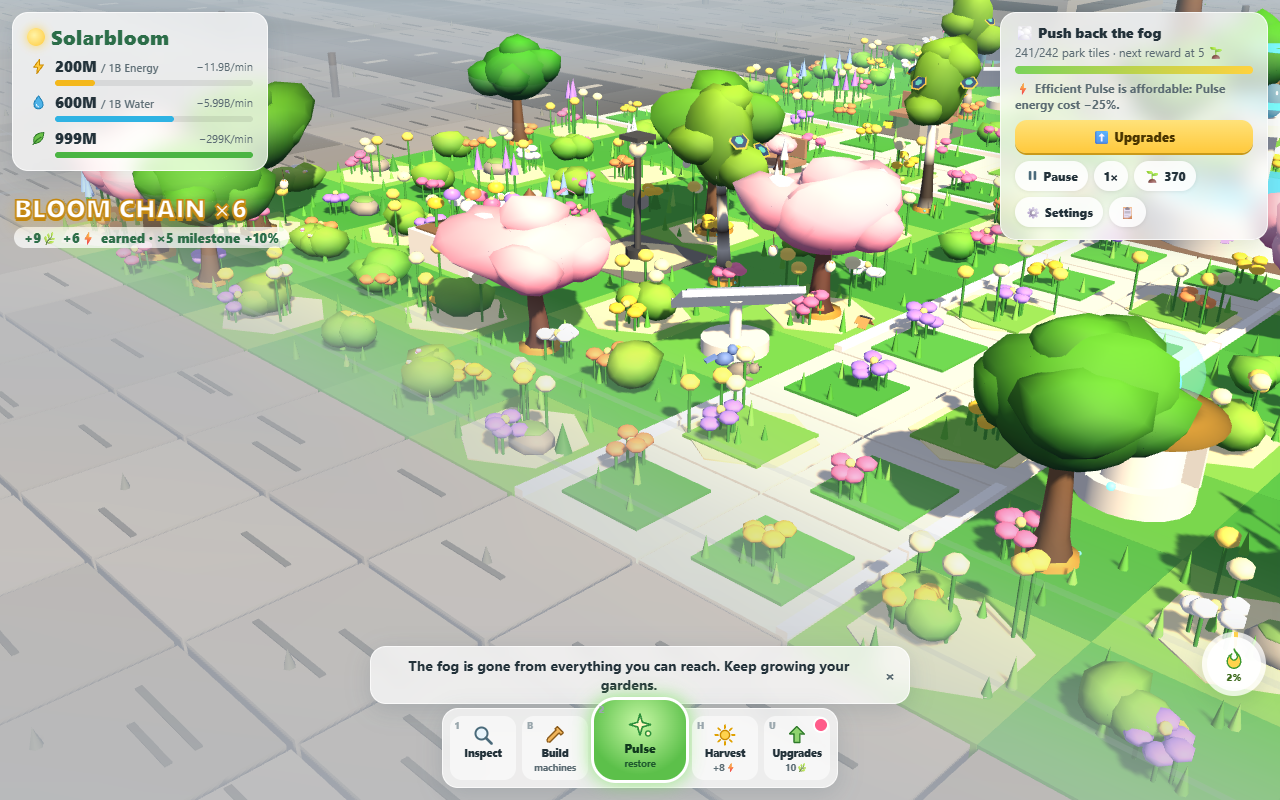 Solarbloom
200M / 1B Energy −11.9B/min
600M / 1B Water −5.99B/min
999M −299K/min
BLOOM CHAIN ×6
+9 +6 earned · ×5 milestone +10%
Push back the fog
241/242 park tiles · next reward at 5
Efficient Pulse is affordable: Pulse
energy cost −25%.
Upgrades
Pause 1× 370
Settings
2%
The fog is gone from everything you can reach. Keep growing your
gardens.
×
1 Inspect
B Build
machines
Pulse
restore
H Harvest
+8
U Upgrades
10